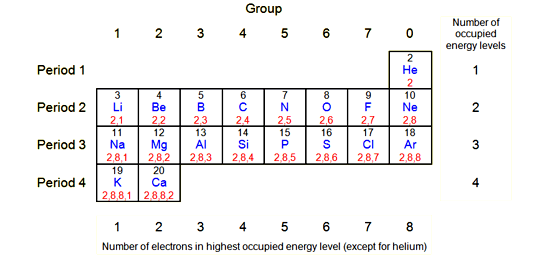 Group
1 2 3 4 5 6 7 0
Number of occupied energy levels
2
Period 1 He 1
2
3 4 5 6 7 8 9 10
Period 2 Li Be B C N O F Ne 2
2,1 2,2 2,3 2,4 2,5 2,6 2,7 2,8
11 12 13 14 15 16 17 18
Period 3 Na Mg Al Si P S Cl Ar 3
2,8,1 2,8,2 2,8,3 2,8,4 2,8,5 2,8,6 2,8,7 2,8,8
19 20
Period 4 K Ca 4
2,8,8,1 2,8,8,2
1 2 3 4 5 6 7 8
Number of electrons in highest occupied energy level (except for helium)